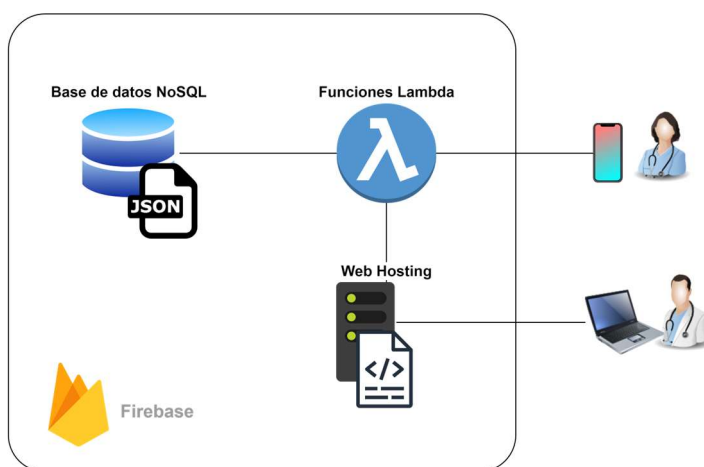 Base de datos NoSQL
Funciones Lambda
λ
JSON
Web Hosting
</>
Firebase